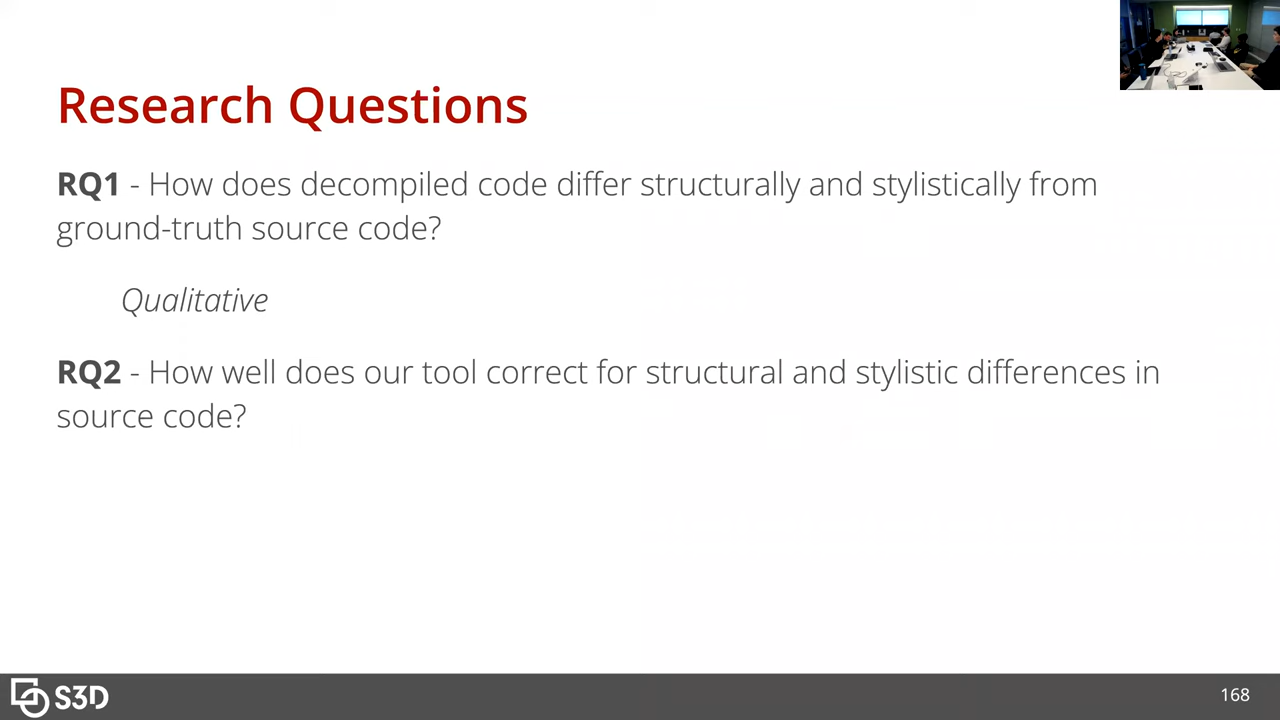 Research Questions
RQ1 - How does decompiled code differ structurally and stylistically from
ground-truth source code?
Qualitative
RQ2 - How well does our tool correct for structural and stylistic differences in
source code?
S3D
168